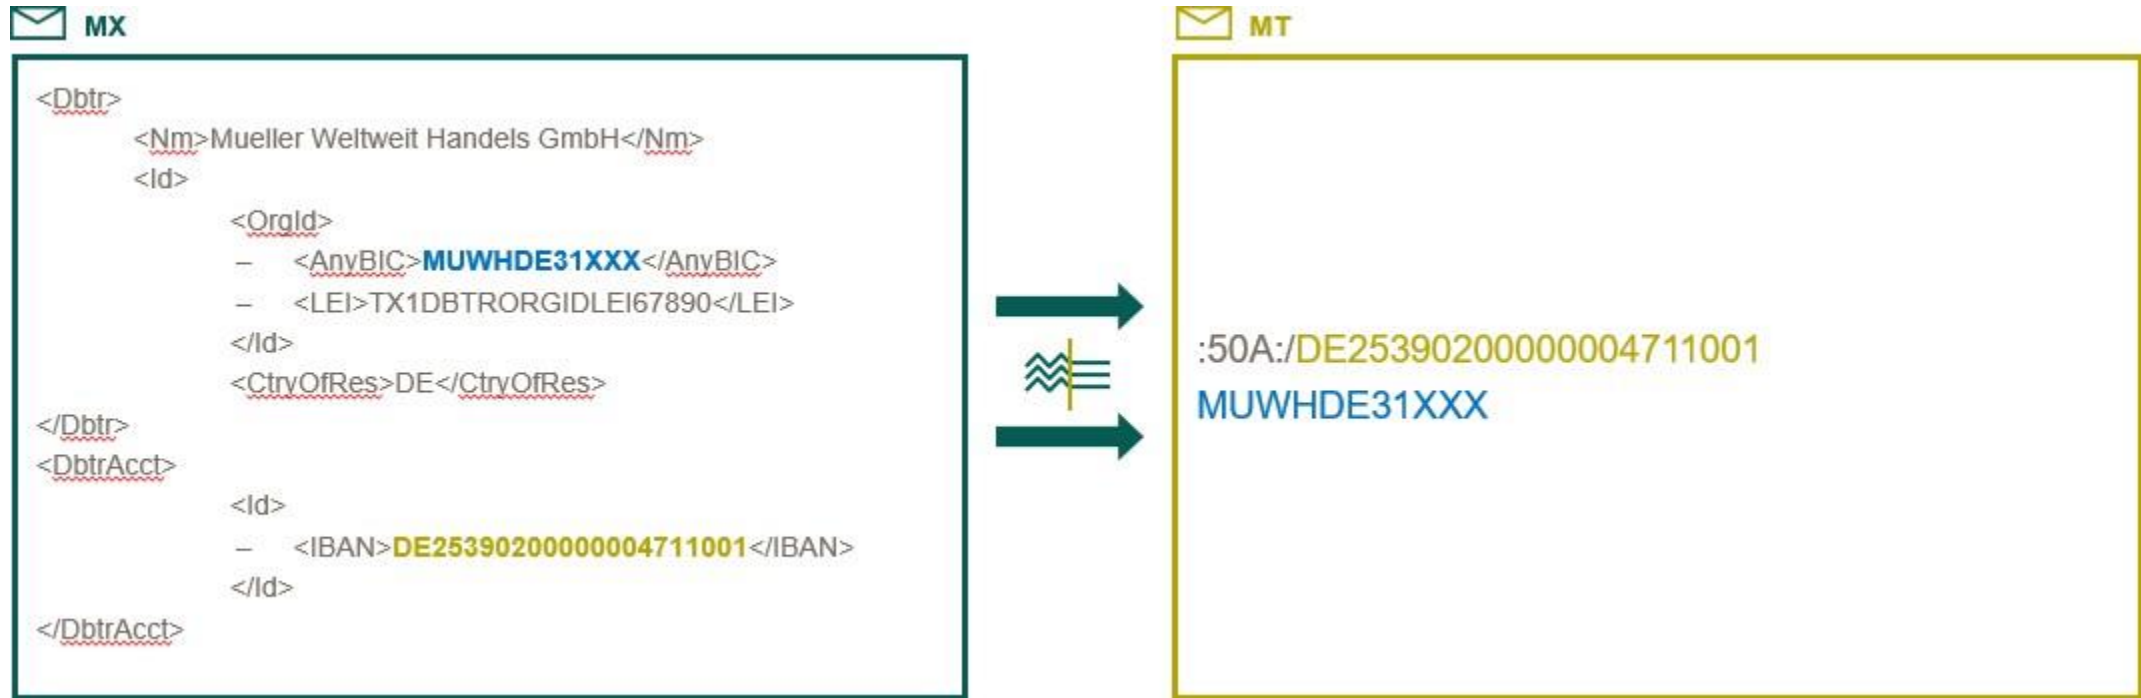 MX
<Dbtr>
<Nm>Mueller Weltweit Handels GmbH</Nm>
<Id>
<OrgId>
– <AnyBIC>MUWHDE31XXX</AnyBIC>
– <LEI>TX1DBTRORGIDLEI67890</LEI>
</Id>
<CtryOfRes>DE</CtryOfRes>
</Dbtr>
<DbtrAcct>
<Id>
– <IBAN>DE25390200000004711001</IBAN>
</Id>
</DbtrAcct>
MT
:50A:/DE25390200000004711001
MUWHDE31XXX